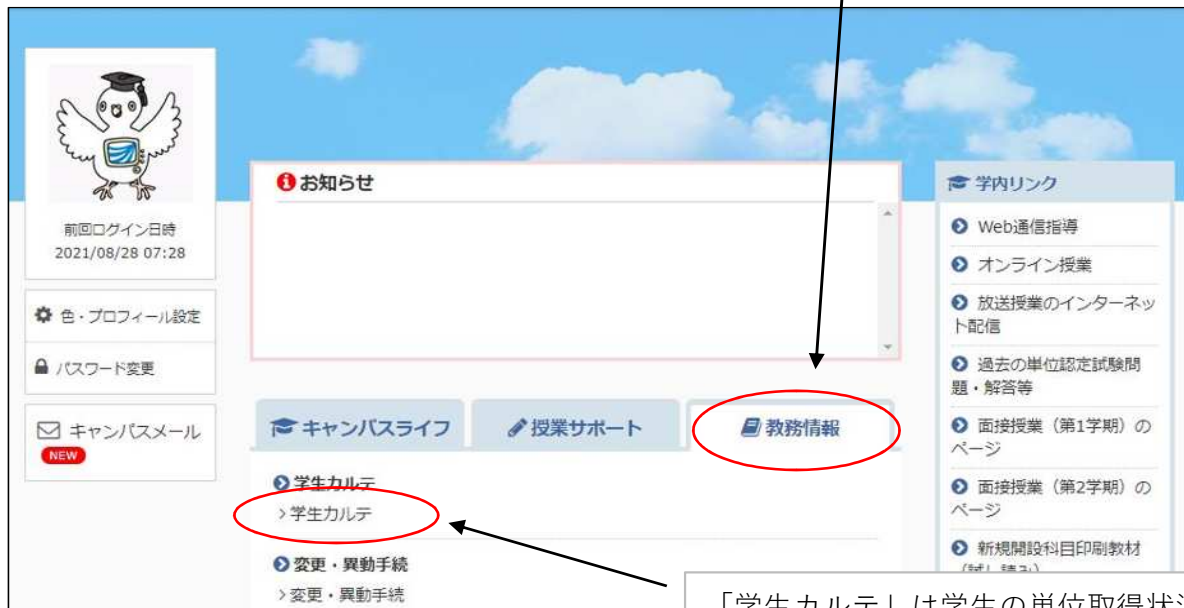 前回ログイン日時
2021/08/28 07:28
色・プロフィール設定
パスワード変更
キャンパスメール
NEW
お知らせ
キャンパスライフ
授業サポート
教務情報
学生カルテ
>学生カルテ
変更・異動手続
>変更・異動手続
学内リンク
Web通信指導
オンライン授業
放送授業のインターネッ
ト配信
過去の単位認定試験問
題・解答等
面接授業（第1学期）の
ページ
面接授業（第2学期）の
ページ
新規開設科目印刷教材
（試し読み）
「学生カルテ」は学生の単位取得状況